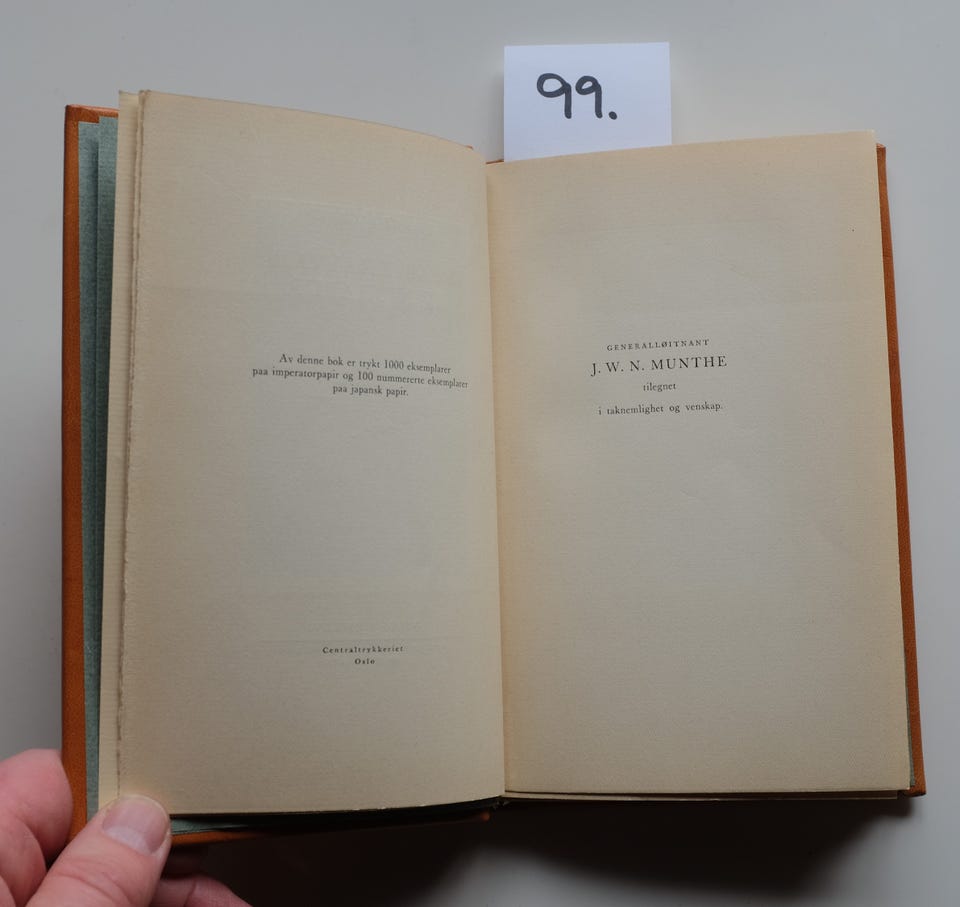 99.
Av denne bok er trykt 1000 eksemplarer
paa imperatorpapir og 100 nummererte eksemplarer
paa japansk papir.
Centraltrykkeriet
Oslo
GENERALLØITNANT
J. W. N. MUNTHE
tilegnet
i taknemlighet og venskap.